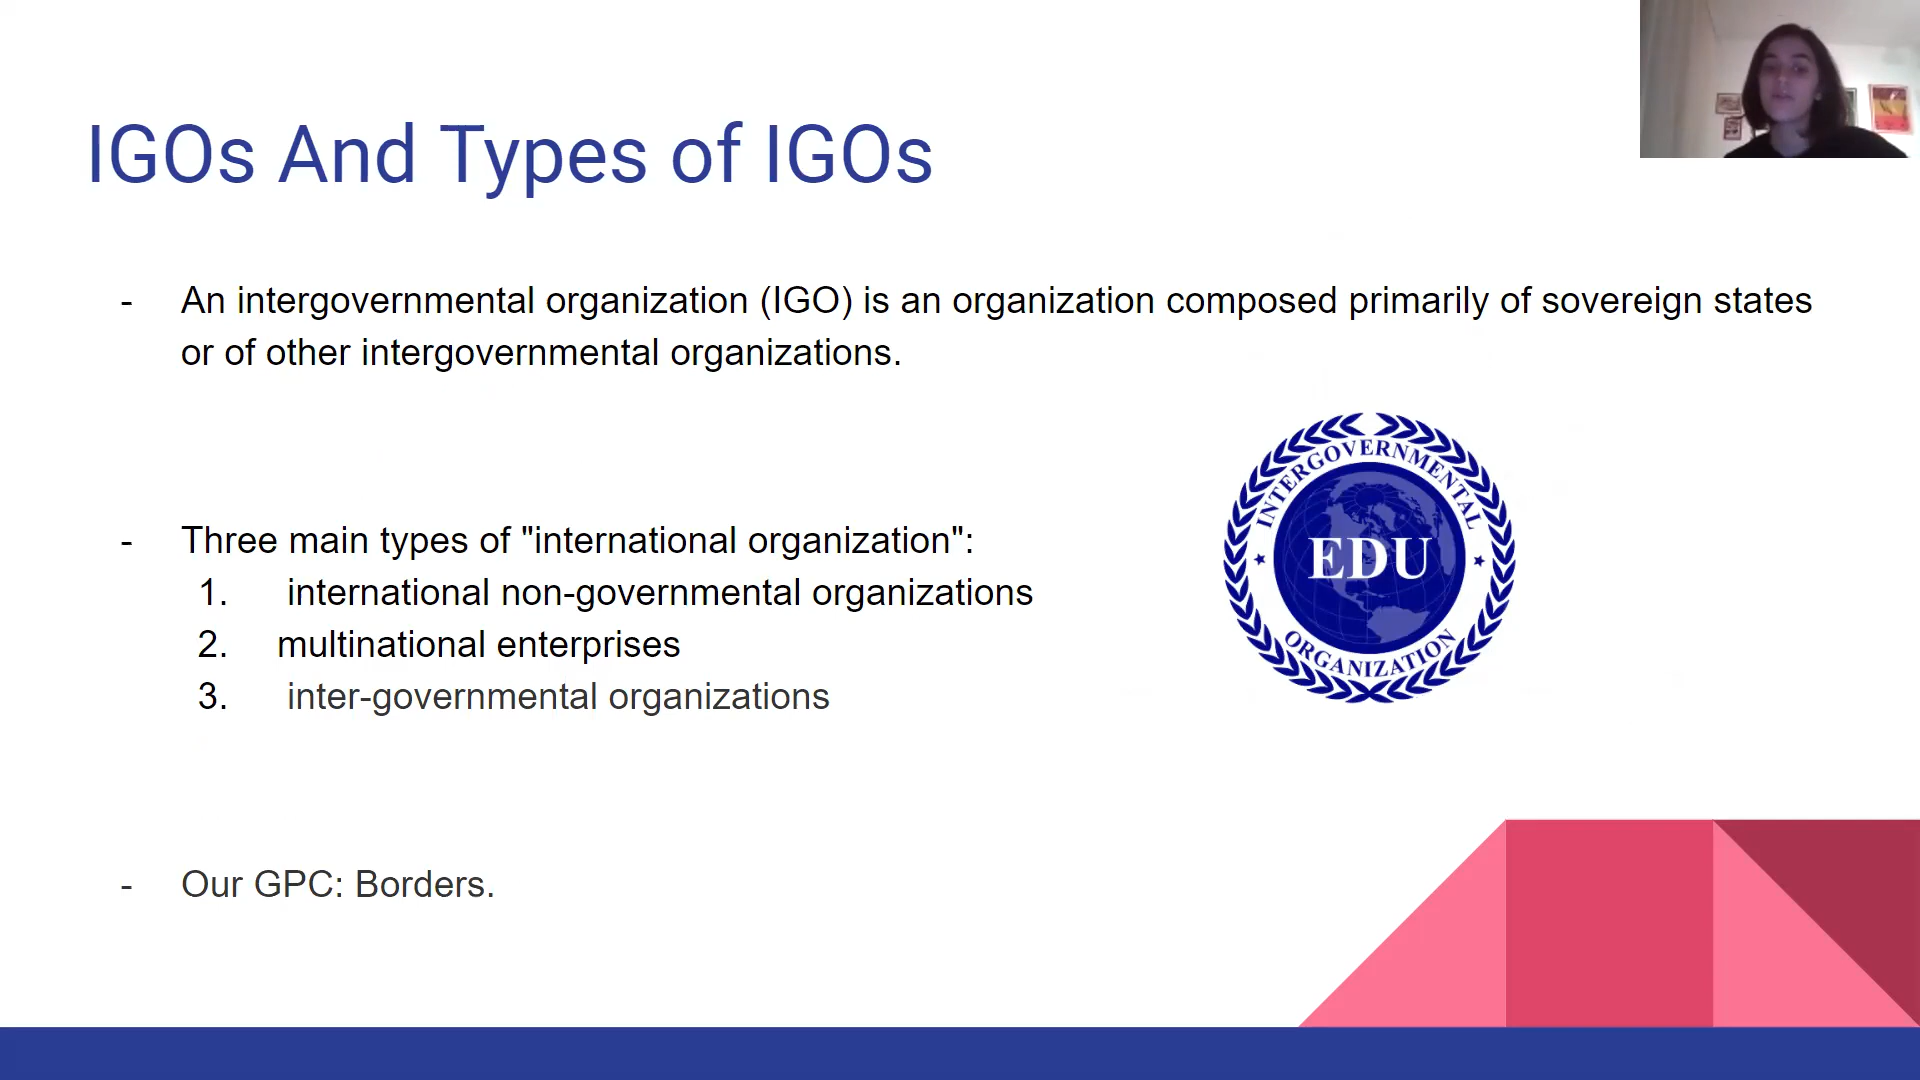 IGOs And Types of IGOs
- An intergovernmental organization (IGO) is an organization composed primarily of sovereign states
or of other intergovernmental organizations.
INTERGOVERNMENTAL
EDU
ORGANIZATION
- Three main types of "international organization":
1. international non-governmental organizations
2. multinational enterprises
3. inter-governmental organizations
- Our GPC: Borders.